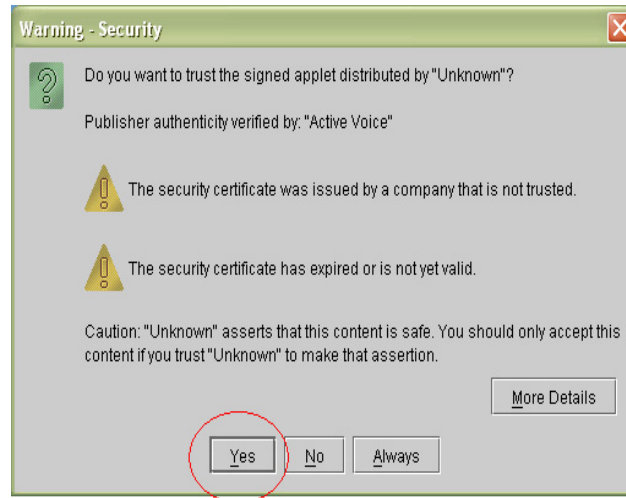 Warning - Security
Do you want to trust the signed applet distributed by "Unknown"?
Publisher authenticity verified by: "Active Voice"
The security certificate was issued by a company that is not trusted.
The security certificate has expired or is not yet valid.
Caution: "Unknown" asserts that this content is safe. You should only accept this
content if you trust "Unknown" to make that assertion.
More Details
Yes No Always